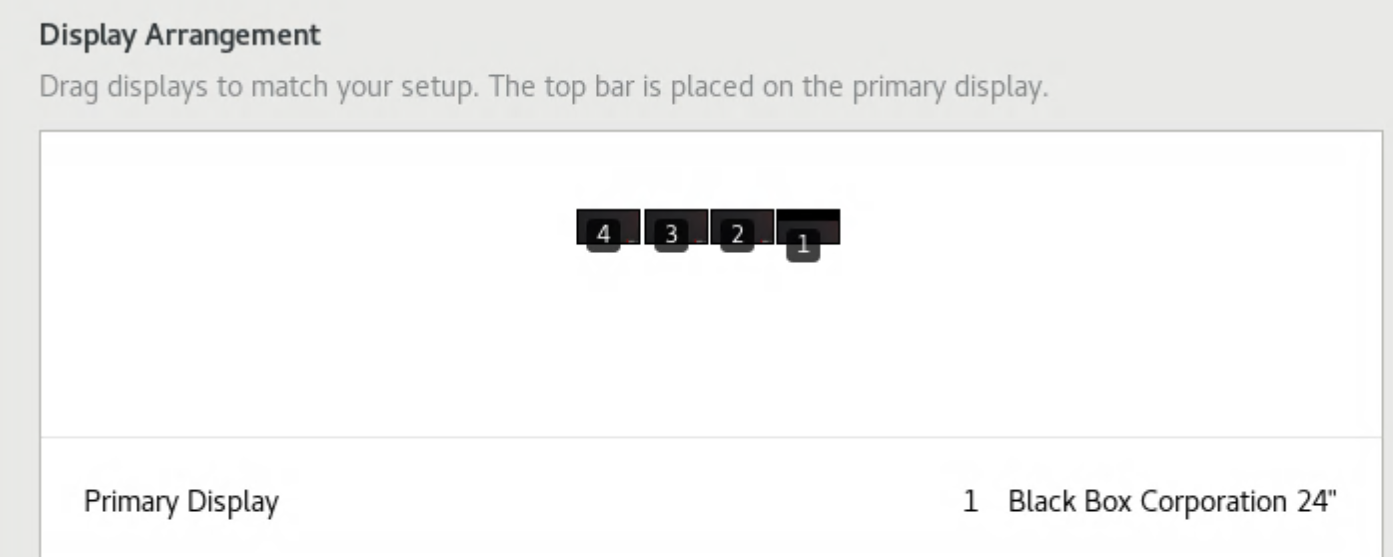 Display Arrangement
Drag displays to match your setup. The top bar is placed on the primary display.
4 3 2 1
Primary Display 1 Black Box Corporation 24"